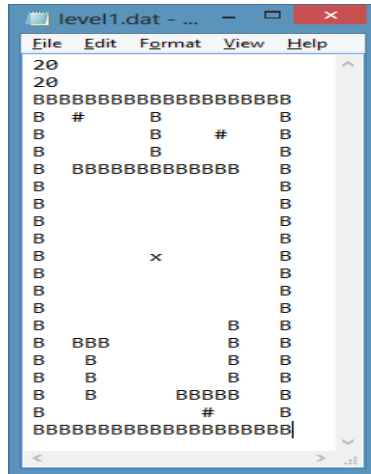 level1.dat - ...
File Edit Format View Help
20
20
BBBBBBBBBBBBBBBBBBBB
B  #     B         B
B        B    #    B
B        B         B
B  BBBBBBBBBBBBB   B
B                  B
B                  B
B                  B
B                  B
B        x         B
B                  B
B                  B
B                  B
B              B   B
B  BBB         B   B
B   B          B   B
B   B          B   B
B   B      BBBBB   B
B            #     B
BBBBBBBBBBBBBBBBBBBB